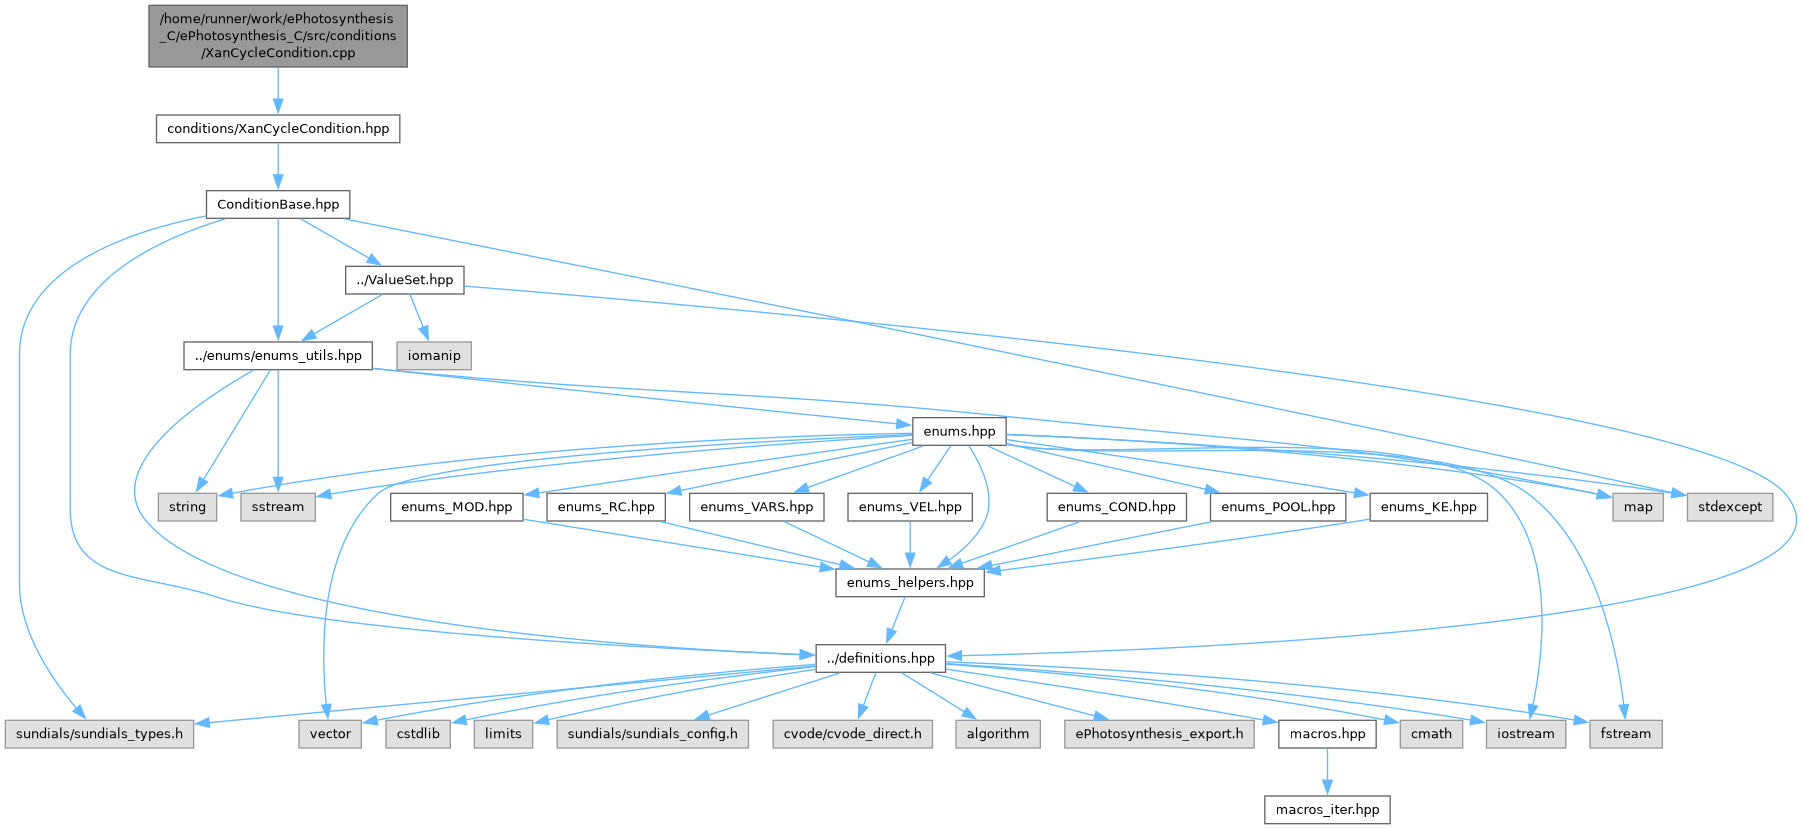 /home/runner/work/ePhotosynthesis
_C/ePhotosynthesis_C/src/conditions
/XanCycleCondition.cpp
conditions/XanCycleCondition.hpp
ConditionBase.hpp
../ValueSet.hpp
../enums/enums_utils.hpp
iomanip
enums.hpp
string
sstream
enums_MOD.hpp
enums_RC.hpp
enums_VARS.hpp
enums_VEL.hpp
enums_COND.hpp
enums_POOL.hpp
enums_KE.hpp
map
stdexcept
enums_helpers.hpp
../definitions.hpp
sundials/sundials_types.h
vector
cstdlib
limits
sundials/sundials_config.h
cvode/cvode_direct.h
algorithm
ePhotosynthesis_export.h
macros.hpp
cmath
iostream
fstream
macros_iter.hpp